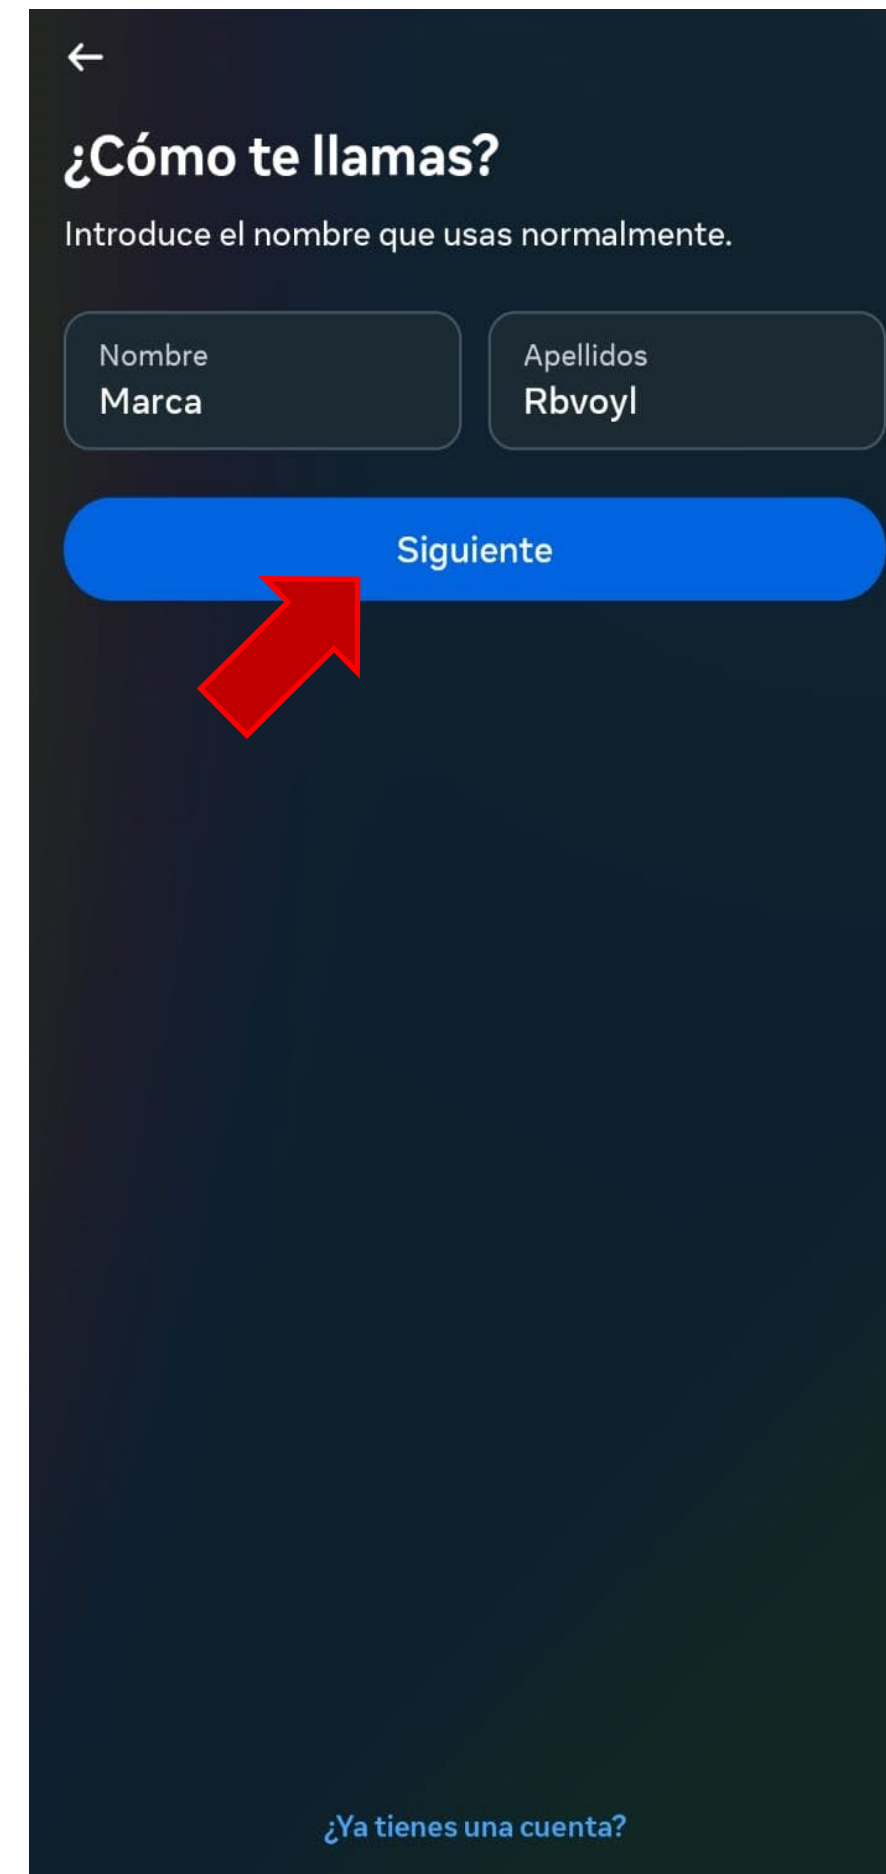 ¿Cómo te llamas?
Introduce el nombre que usas normalmente.
Nombre
Marca
Apellidos
Rbvoyl
Siguiente
¿Ya tienes una cuenta?